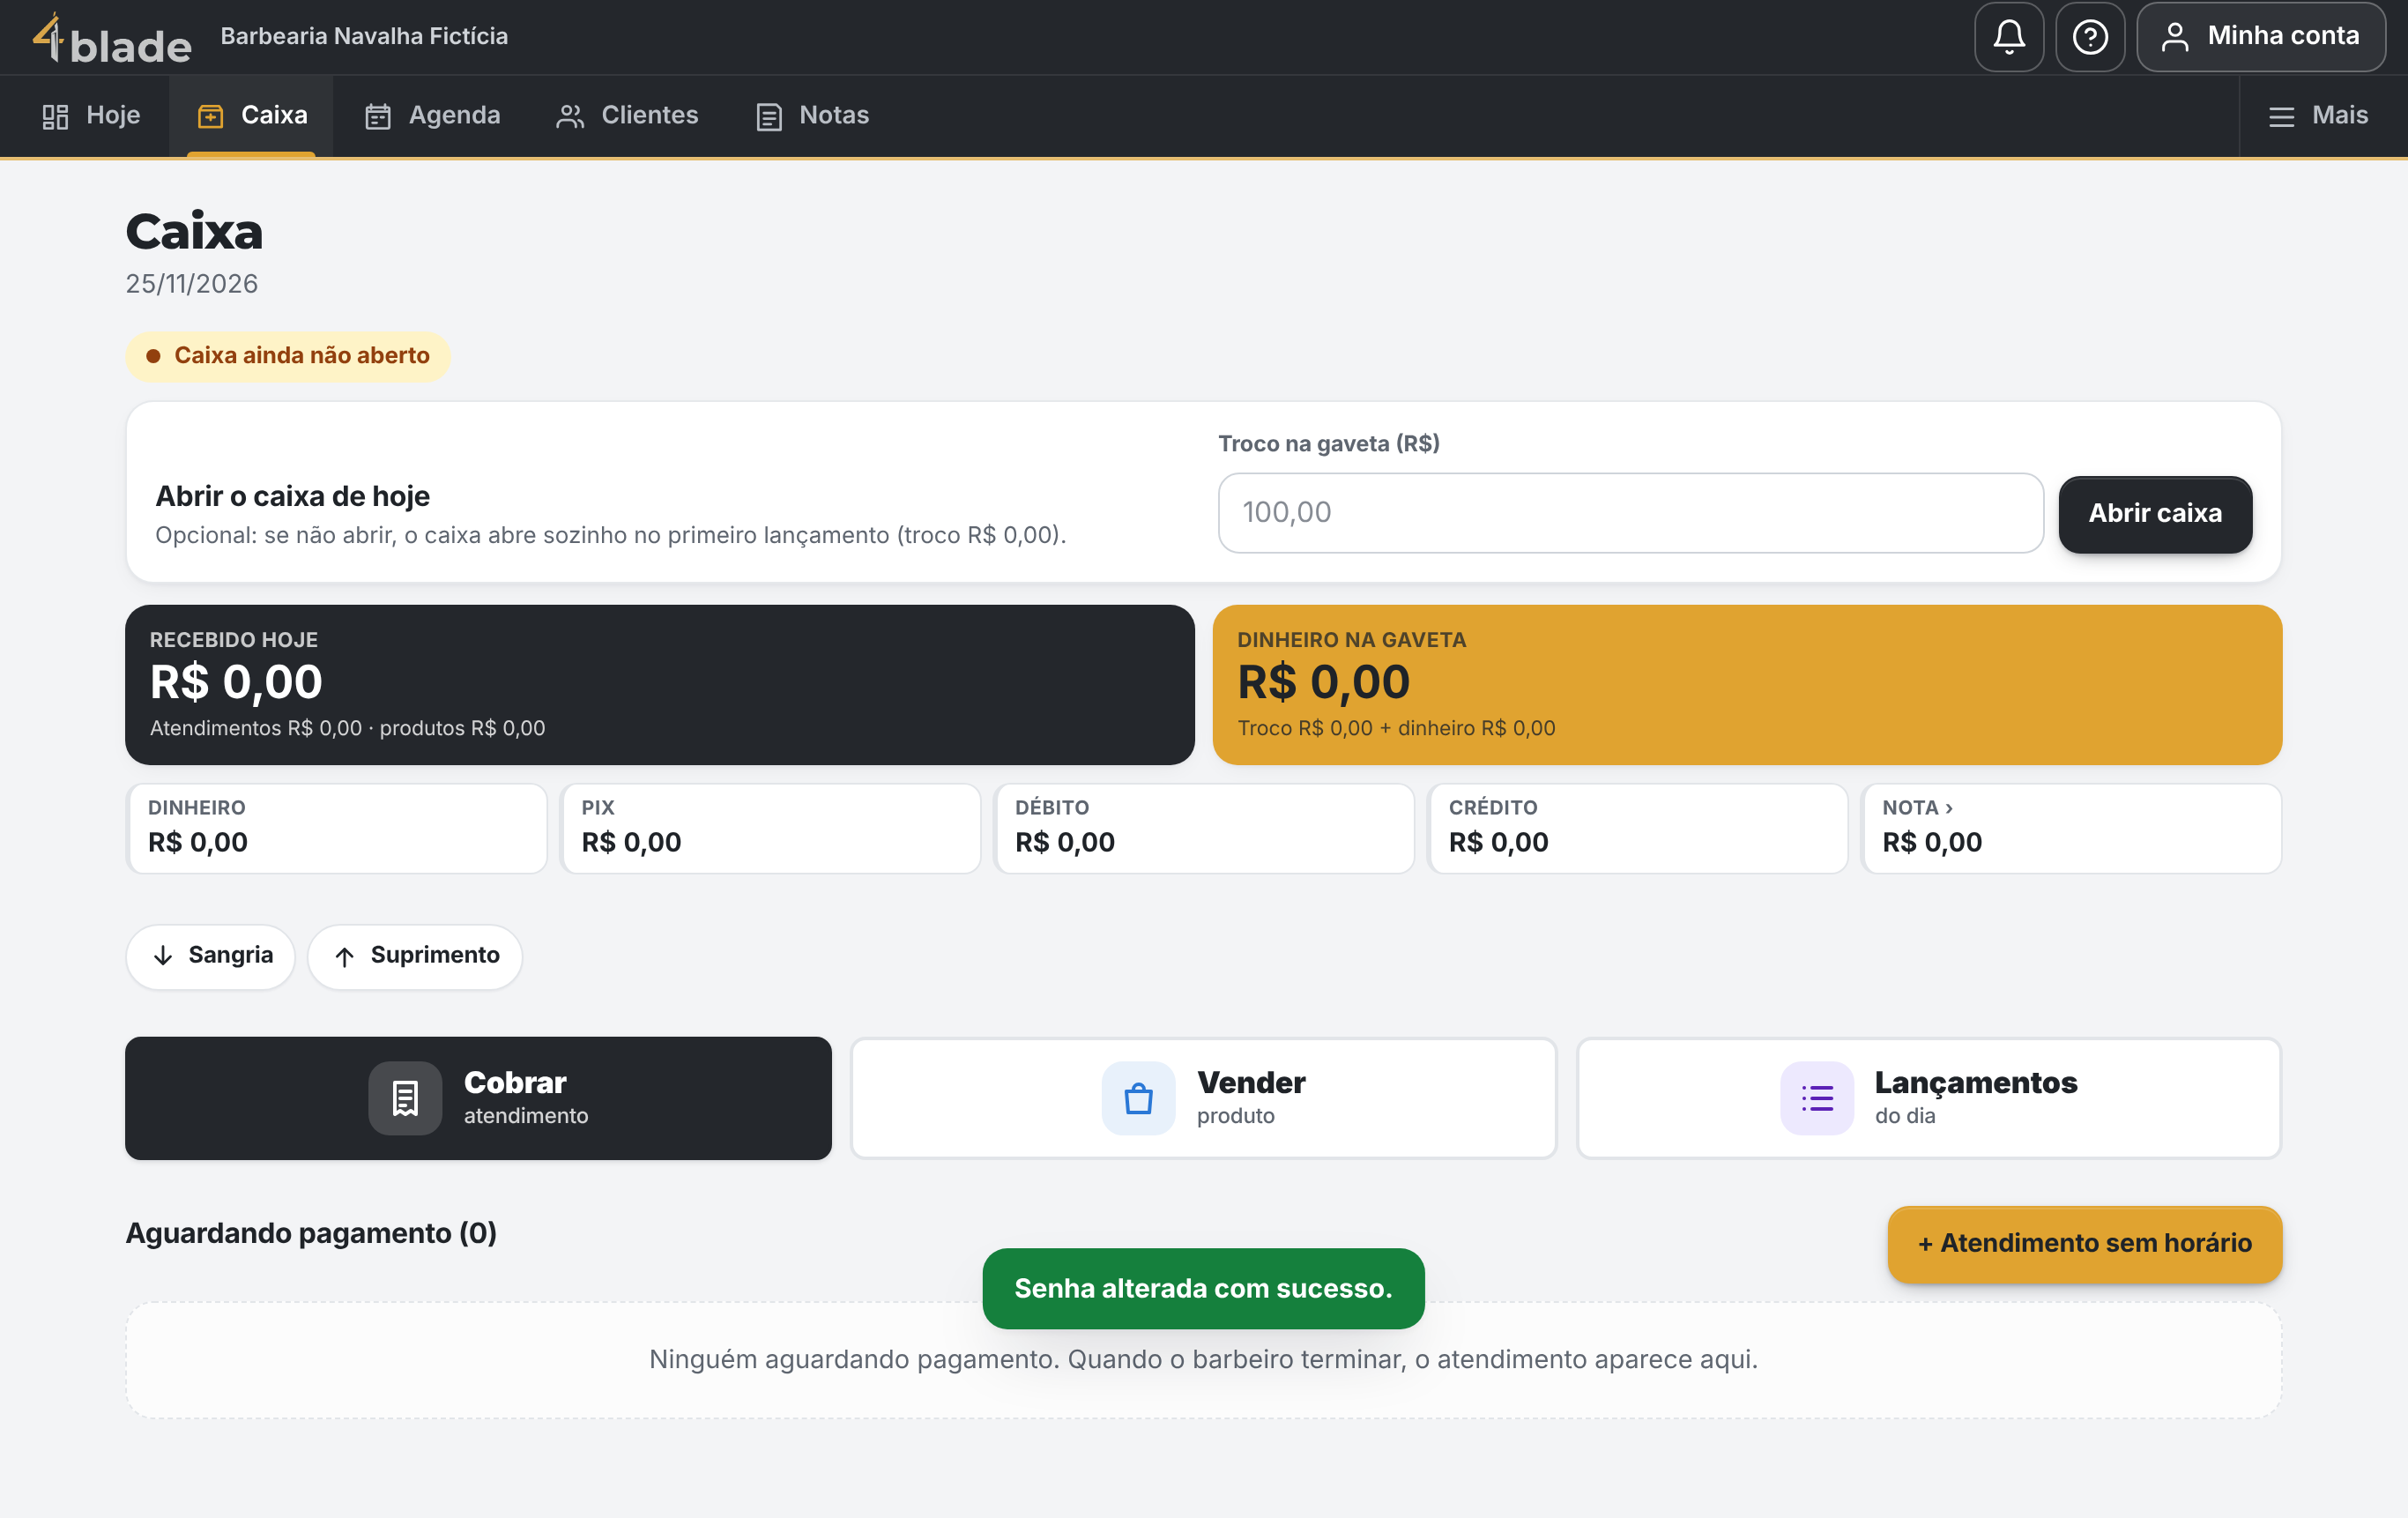 4blade
Barbearia Navalha Fictícia
Minha conta
Hoje
Caixa
Agenda
Clientes
Notas
Mais
Caixa
25/11/2026
Caixa ainda não aberto
Troco na gaveta (R$)
Abrir o caixa de hoje
Opcional: se não abrir, o caixa abre sozinho no primeiro lançamento (troco R$ 0,00).
100,00
Abrir caixa
RECEBIDO HOJE
R$ 0,00
Atendimentos R$ 0,00 · produtos R$ 0,00
DINHEIRO NA GAVETA
R$ 0,00
Troco R$ 0,00 + dinheiro R$ 0,00
DINHEIRO
R$ 0,00
PIX
R$ 0,00
DÉBITO
R$ 0,00
CRÉDITO
R$ 0,00
NOTA ›
R$ 0,00
Sangria
Suprimento
Cobrar
atendimento
Vender
produto
Lançamentos
do dia
Aguardando pagamento (0)
+ Atendimento sem horário
Senha alterada com sucesso.
Ninguém aguardando pagamento. Quando o barbeiro terminar, o atendimento aparece aqui.